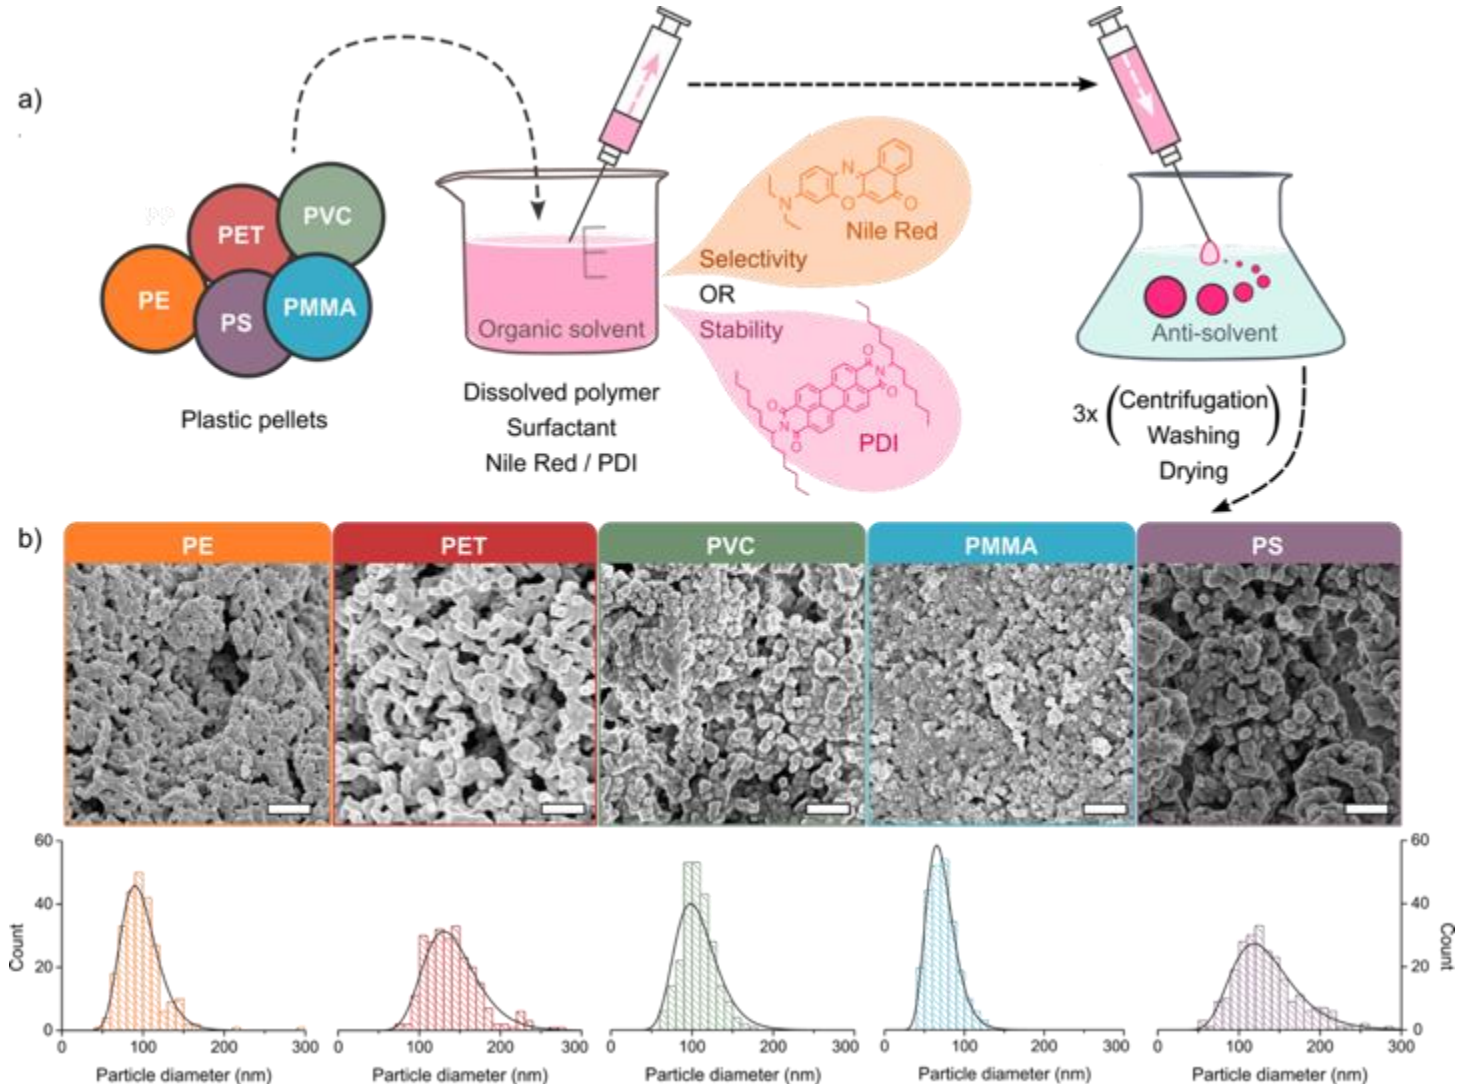 a)
PE
PET
PVC
PS
PMMA
Plastic pellets
Organic solvent
Dissolved polymer
Surfactant
Nile Red / PDI
N
N
O
O
Nile Red
Selectivity
OR
Stability
O
O
N
O
N
O
PDI
Anti-solvent
3x (Centrifugation
Washing)
Drying
b)
PE
PET
PVC
PMMA
PS
60
40
20
0
Count
60
40
20
0
Count
0 100 200 300
0 100 200 300
0 100 200 300
0 100 200 300
0 100 200 300
Particle diameter (nm)
Particle diameter (nm)
Particle diameter (nm)
Particle diameter (nm)
Particle diameter (nm)